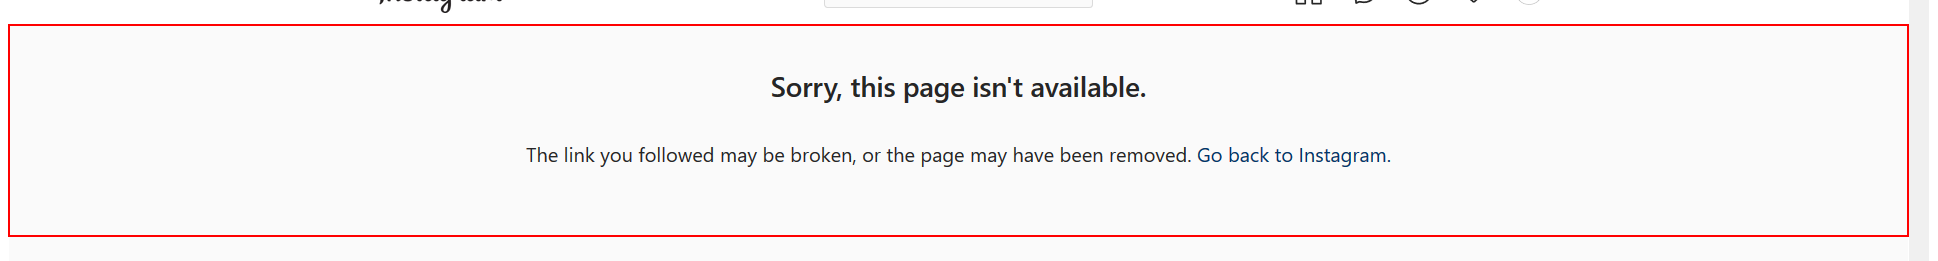 Sorry, this page isn't available.
The link you followed may be broken, or the page may have been removed. Go back to Instagram.